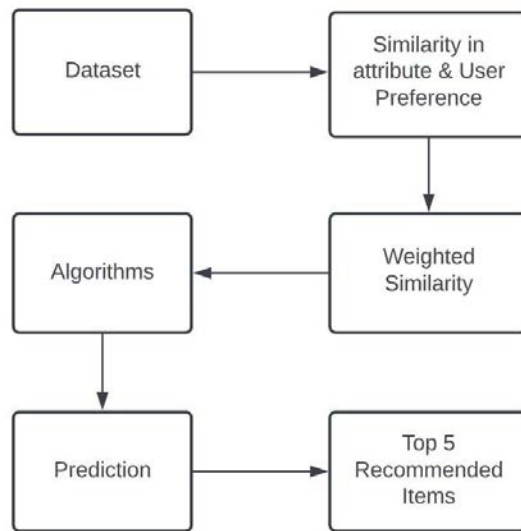 Dataset
Similarity in
attribute & User
Preference
Weighted
Similarity
Algorithms
Prediction
Top 5
Recommended
Items